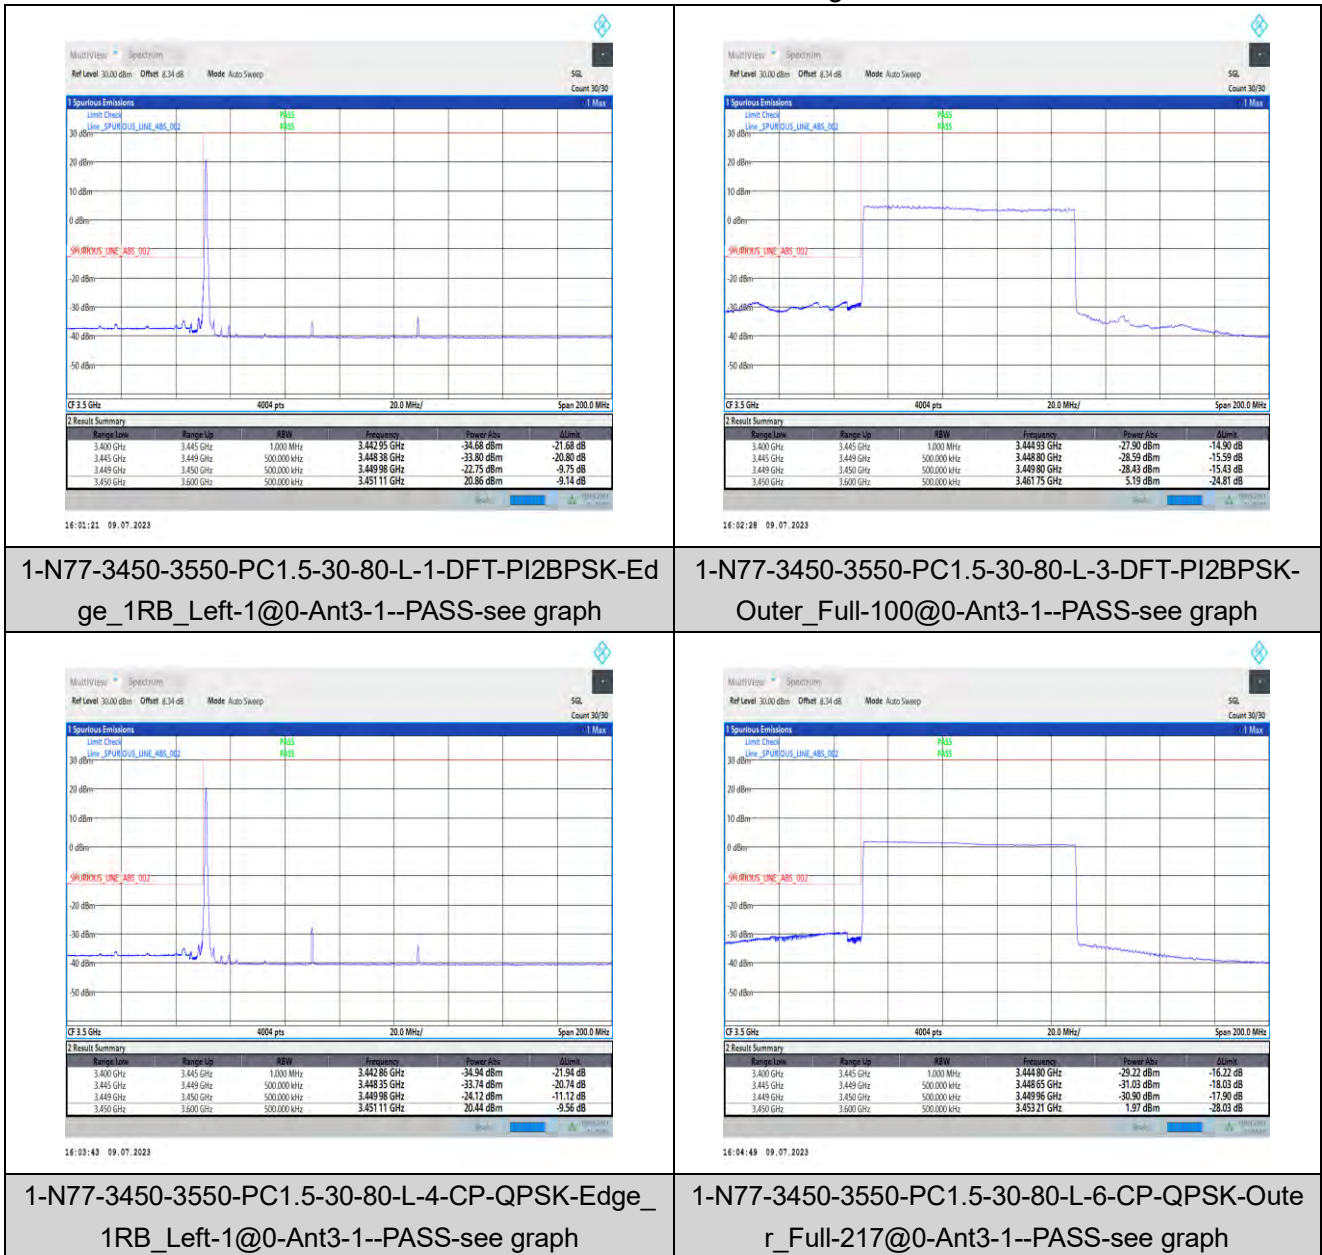 MultiView Spectrum
Ref Level 30.00 dBm Offset 8.34 dB Mode Auto Sweep SGL
Count 30/30
1 Spurious Emissions 1 Max
Limit Check PASS
Line _SPURIOUS_LINE_ABS_002 PASS
30 dBm
20 dBm
10 dBm
0 dBm
_SPURIOUS_LINE_ABS_002
-20 dBm
-30 dBm
-40 dBm
-50 dBm
CF 3.5 GHz 4004 pts 20.0 MHz/ Span 200.0 MHz
2 Result Summary
Range Low Range Up RBW Frequency Power Abs ΔLimit
3.400 GHz 3.445 GHz 1.000 MHz 3.442 95 GHz -34.68 dBm -21.68 dB
3.445 GHz 3.449 GHz 500.000 kHz 3.448 38 GHz -33.80 dBm -20.80 dB
3.449 GHz 3.450 GHz 500.000 kHz 3.449 98 GHz -22.75 dBm -9.75 dB
3.450 GHz 3.600 GHz 500.000 kHz 3.451 11 GHz 20.86 dBm -9.14 dB
16:01:21 09.07.2023
MultiView Spectrum
Ref Level 30.00 dBm Offset 8.34 dB Mode Auto Sweep SGL
Count 30/30
1 Spurious Emissions 1 Max
Limit Check PASS
Line _SPURIOUS_LINE_ABS_002 PASS
30 dBm
20 dBm
10 dBm
0 dBm
_SPURIOUS_LINE_ABS_002
-20 dBm
-30 dBm
-40 dBm
-50 dBm
CF 3.5 GHz 4004 pts 20.0 MHz/ Span 200.0 MHz
2 Result Summary
Range Low Range Up RBW Frequency Power Abs ΔLimit
3.400 GHz 3.445 GHz 1.000 MHz 3.444 93 GHz -27.90 dBm -14.90 dB
3.445 GHz 3.449 GHz 500.000 kHz 3.448 80 GHz -28.59 dBm -15.59 dB
3.449 GHz 3.450 GHz 500.000 kHz 3.449 80 GHz -28.43 dBm -15.43 dB
3.450 GHz 3.600 GHz 500.000 kHz 3.461 75 GHz 5.19 dBm -24.81 dB
16:02:28 09.07.2023
1-N77-3450-3550-PC1.5-30-80-L-1-DFT-PI2BPSK-Ed
ge_1RB_Left-1@0-Ant3-1--PASS-see graph
1-N77-3450-3550-PC1.5-30-80-L-3-DFT-PI2BPSK-
Outer_Full-100@0-Ant3-1--PASS-see graph
MultiView Spectrum
Ref Level 30.00 dBm Offset 8.34 dB Mode Auto Sweep SGL
Count 30/30
1 Spurious Emissions 1 Max
Limit Check PASS
Line _SPURIOUS_LINE_ABS_002 PASS
30 dBm
20 dBm
10 dBm
0 dBm
_SPURIOUS_LINE_ABS_002
-20 dBm
-30 dBm
-40 dBm
-50 dBm
CF 3.5 GHz 4004 pts 20.0 MHz/ Span 200.0 MHz
2 Result Summary
Range Low Range Up RBW Frequency Power Abs ΔLimit
3.400 GHz 3.445 GHz 1.000 MHz 3.442 86 GHz -34.94 dBm -21.94 dB
3.445 GHz 3.449 GHz 500.000 kHz 3.448 35 GHz -33.74 dBm -20.74 dB
3.449 GHz 3.450 GHz 500.000 kHz 3.449 98 GHz -24.12 dBm -11.12 dB
3.450 GHz 3.600 GHz 500.000 kHz 3.451 11 GHz 20.44 dBm -9.56 dB
16:03:43 09.07.2023
MultiView Spectrum
Ref Level 30.00 dBm Offset 8.34 dB Mode Auto Sweep SGL
Count 30/30
1 Spurious Emissions 1 Max
Limit Check PASS
Line _SPURIOUS_LINE_ABS_002 PASS
30 dBm
20 dBm
10 dBm
0 dBm
_SPURIOUS_LINE_ABS_002
-20 dBm
-30 dBm
-40 dBm
-50 dBm
CF 3.5 GHz 4004 pts 20.0 MHz/ Span 200.0 MHz
2 Result Summary
Range Low Range Up RBW Frequency Power Abs ΔLimit
3.400 GHz 3.445 GHz 1.000 MHz 3.444 80 GHz -29.22 dBm -16.22 dB
3.445 GHz 3.449 GHz 500.000 kHz 3.448 65 GHz -31.03 dBm -18.03 dB
3.449 GHz 3.450 GHz 500.000 kHz 3.449 96 GHz -30.90 dBm -17.90 dB
3.450 GHz 3.600 GHz 500.000 kHz 3.453 21 GHz 1.97 dBm -28.03 dB
16:04:49 09.07.2023
1-N77-3450-3550-PC1.5-30-80-L-4-CP-QPSK-Edge_
1RB_Left-1@0-Ant3-1--PASS-see graph
1-N77-3450-3550-PC1.5-30-80-L-6-CP-QPSK-Oute
r_Full-217@0-Ant3-1--PASS-see graph